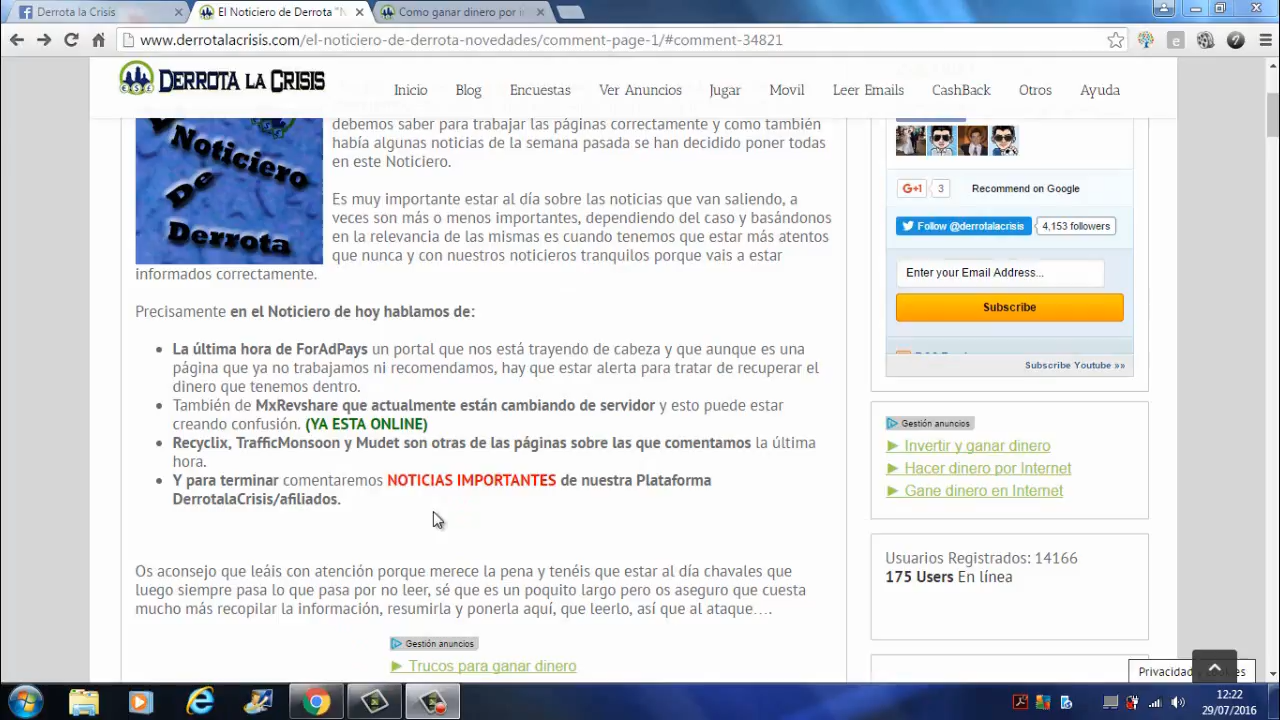 Derrota la Crisis
El Noticiero de Derrota "N
Como ganar dinero por i
www.derrotalacrisis.com/el-noticiero-de-derrota-novedades/comment-page-1/#comment-34821
DERROTA LA CRISIS
Inicio
Blog
Encuestas
Ver Anuncios
Jugar
Movil
Leer Emails
CashBack
Otros
Ayuda
Noticiero
De
Derrota
debemos saber para trabajar las páginas correctamente y como también
había algunas noticias de la semana pasada se han decidido poner todas
en este Noticiero.
Es muy importante estar al día sobre las noticias que van saliendo, a
veces son más o menos importantes, dependiendo del caso y basándonos
en la relevancia de las mismas es cuando tenemos que estar más atentos
que nunca y con nuestros noticieros tranquilos porque vais a estar
informados correctamente.
Precisamente en el Noticiero de hoy hablamos de:
• La última hora de ForAdPays un portal que nos está trayendo de cabeza y que aunque es una
página que ya no trabajamos ni recomendamos, hay que estar alerta para tratar de recuperar el
dinero que tenemos dentro.
• También de MxRevshare que actualmente están cambiando de servidor y esto puede estar
creando confusión. (YA ESTA ONLINE)
• Recyclix, TrafficMonsoon y Mudet son otras de las páginas sobre las que comentamos la última
hora.
• Y para terminar comentaremos NOTICIAS IMPORTANTES de nuestra Plataforma
DerrotalaCrisis/afiliados.
Os aconsejo que leáis con atención porque merece la pena y tenéis que estar al día chavales que
luego siempre pasa lo que pasa por no leer, sé que es un poquito largo pero os aseguro que cuesta
mucho más recopilar la información, resumirla y ponerla aquí, que leerlo, así que al ataque….
Gestión anuncios
► Trucos para ganar dinero
G+1 3 Recommend on Google
Follow @derrotalacrisis 4,153 followers
Enter your Email Address...
Subscribe
Subscribe Youtube »»
Gestión anuncios
► Invertir y ganar dinero
► Hacer dinero por Internet
► Gane dinero en Internet
Usuarios Registrados: 14166
175 Users En línea
Privacidad y Cookies
12:22
29/07/2016